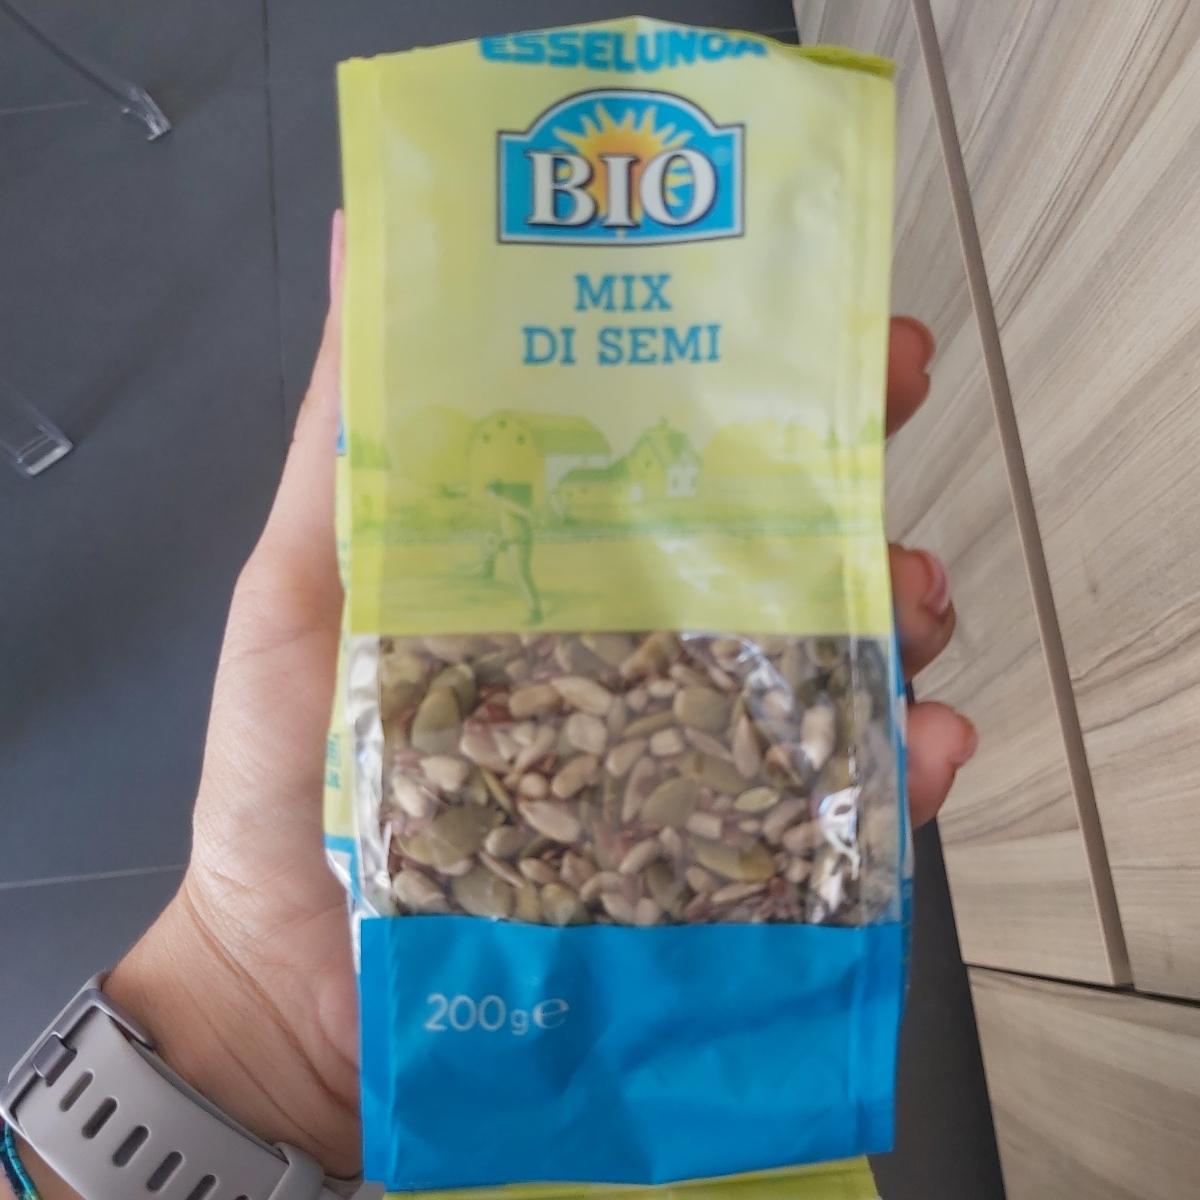 ESSELUNGA
BIO
MIX
DI SEMI
200g℮